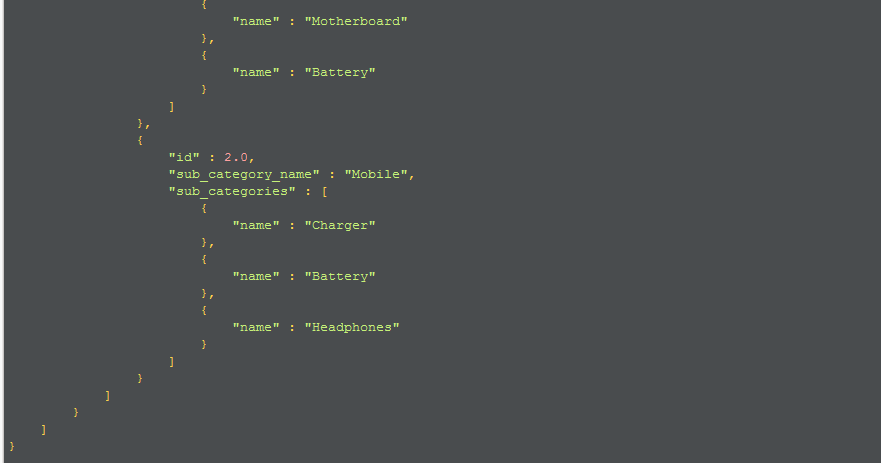 {
"name" : "Motherboard"
},
{
"name" : "Battery"
}
]
},
{
"id" : 2.0,
"sub_category_name" : "Mobile",
"sub_categories" : [
{
"name" : "Charger"
},
{
"name" : "Battery"
},
{
"name" : "Headphones"
}
]
}
]
}
]
}